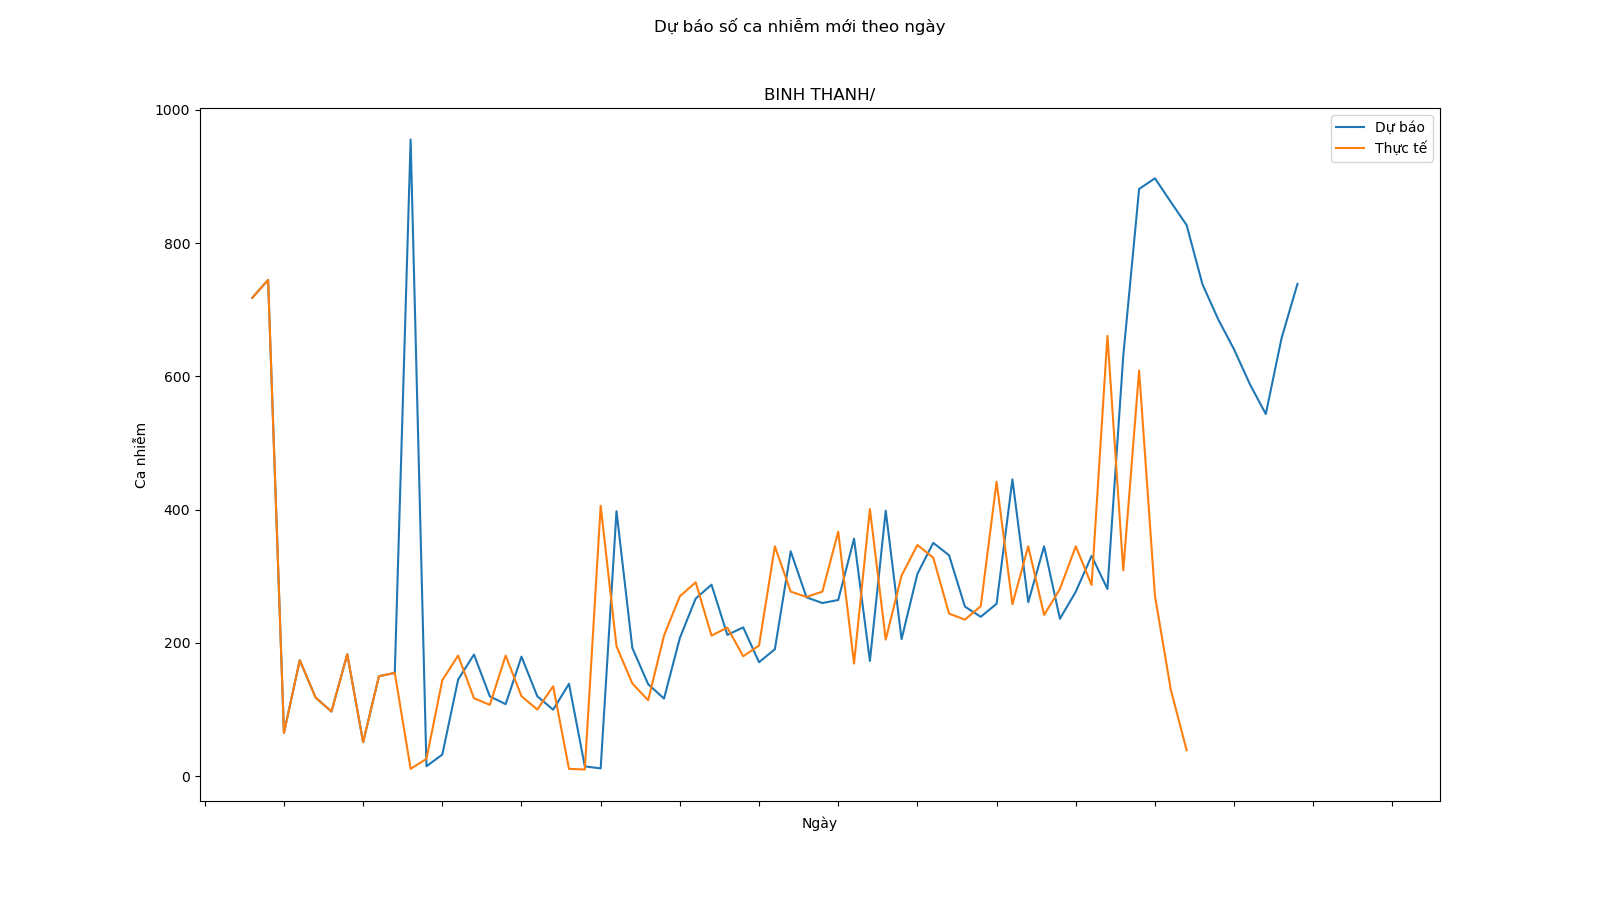 Dự báo số ca nhiễm mới theo ngày
BINH THANH/
1000
800
600
400
200
0
Ca nhiễm
Dự báo
Thực tế
Ngày